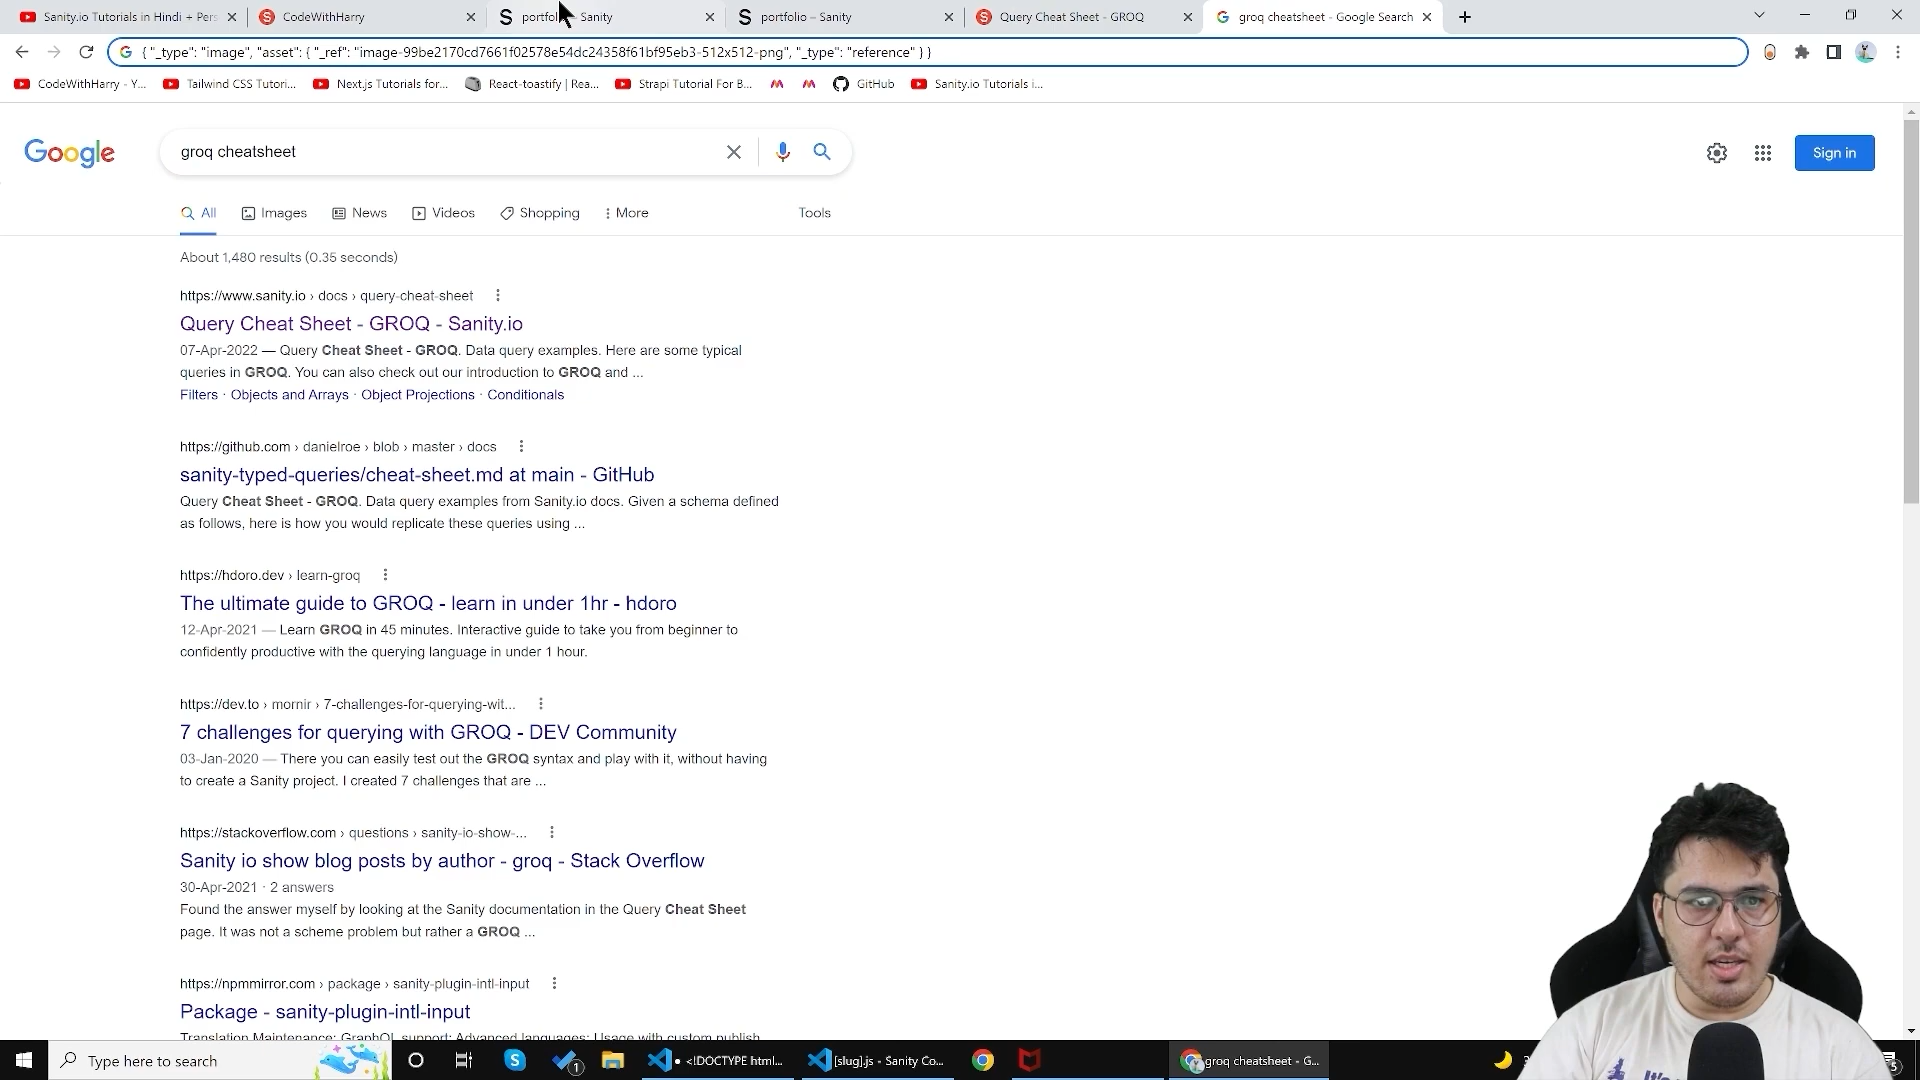 Sanity.io Tutorials in Hindi + Pers
CodeWithHarry
portfol Sanity
portfolio – Sanity
Query Cheat Sheet - GROQ
groq cheatsheet - Google Search
{ "_type": "image", "asset": { "_ref": "image-99be2170cd7661f02578e54dc24358f61bf95eb3-512x512-png", "_type": "reference" } }
CodeWithHarry - Y...
Tailwind CSS Tutori...
Next.js Tutorials for...
React-toastify | Rea...
Strapi Tutorial For B...
GitHub
Sanity.io Tutorials i...
Google
groq cheatsheet
Sign in
All
Images
News
Videos
Shopping
More
Tools
About 1,480 results (0.35 seconds)
https://www.sanity.io › docs › query-cheat-sheet
Query Cheat Sheet - GROQ - Sanity.io
07-Apr-2022 — Query Cheat Sheet - GROQ. Data query examples. Here are some typical
queries in GROQ. You can also check out our introduction to GROQ and ...
Filters · Objects and Arrays · Object Projections · Conditionals
https://github.com › danielroe › blob › master › docs
sanity-typed-queries/cheat-sheet.md at main - GitHub
Query Cheat Sheet - GROQ. Data query examples from Sanity.io docs. Given a schema defined
as follows, here is how you would replicate these queries using ...
https://hdoro.dev › learn-groq
The ultimate guide to GROQ - learn in under 1hr - hdoro
12-Apr-2021 — Learn GROQ in 45 minutes. Interactive guide to take you from beginner to
confidently productive with the querying language in under 1 hour.
https://dev.to › mornir › 7-challenges-for-querying-wit...
7 challenges for querying with GROQ - DEV Community
03-Jan-2020 — There you can easily test out the GROQ syntax and play with it, without having
to create a Sanity project. I created 7 challenges that are ...
https://stackoverflow.com › questions › sanity-io-show-...
Sanity io show blog posts by author - groq - Stack Overflow
30-Apr-2021 · 2 answers
Found the answer myself by looking at the Sanity documentation in the Query Cheat Sheet
page. It was not a scheme problem but rather a GROQ ...
https://npmmirror.com › package › sanity-plugin-intl-input
Package - sanity-plugin-intl-input
Translation Maintenance; GraphQL support; Advanced languages; Usage with custom publish
Type here to search
1
● <!DOCTYPE html...
[slug].js - Sanity Co...
groq cheatsheet - G...
It's
5